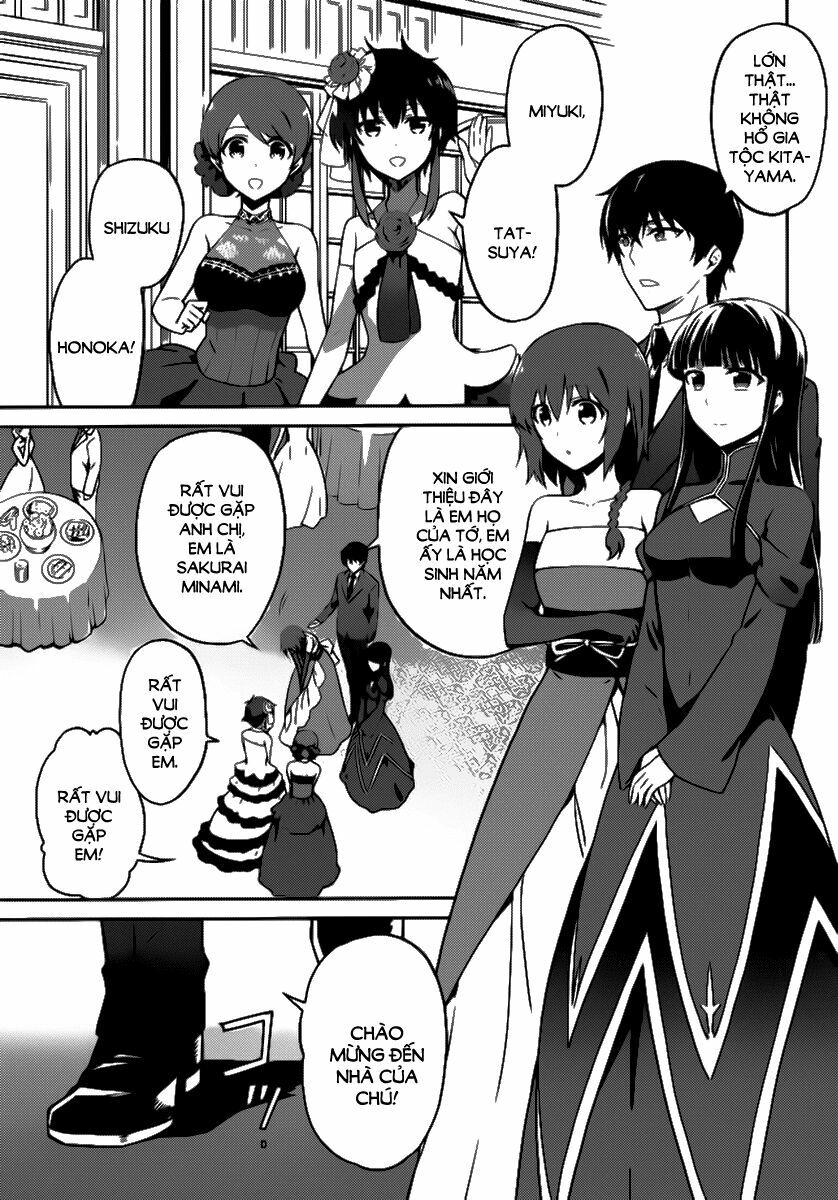 LỚN
THẬT...
THẬT
KHÔNG
HỔ GIA
TỘC KITA-
YAMA.
MIYUKI,
TAT-
SUYA!
SHIZUKU
HONOKA!
XIN GIỚI
THIỆU ĐÂY
LÀ EM HỌ
CỦA TỚ, EM
ẤY LÀ HỌC
SINH NĂM
NHẤT.
RẤT VUI
ĐƯỢC GẶP
ANH CHỊ,
EM LÀ
SAKURAI
MINAMI.
RẤT
VUI
ĐƯỢC
GẶP
EM.
RẤT VUI
ĐƯỢC
GẶP
EM!
CHÀO
MỪNG ĐẾN
NHÀ CỦA
CHÚ!
コッ